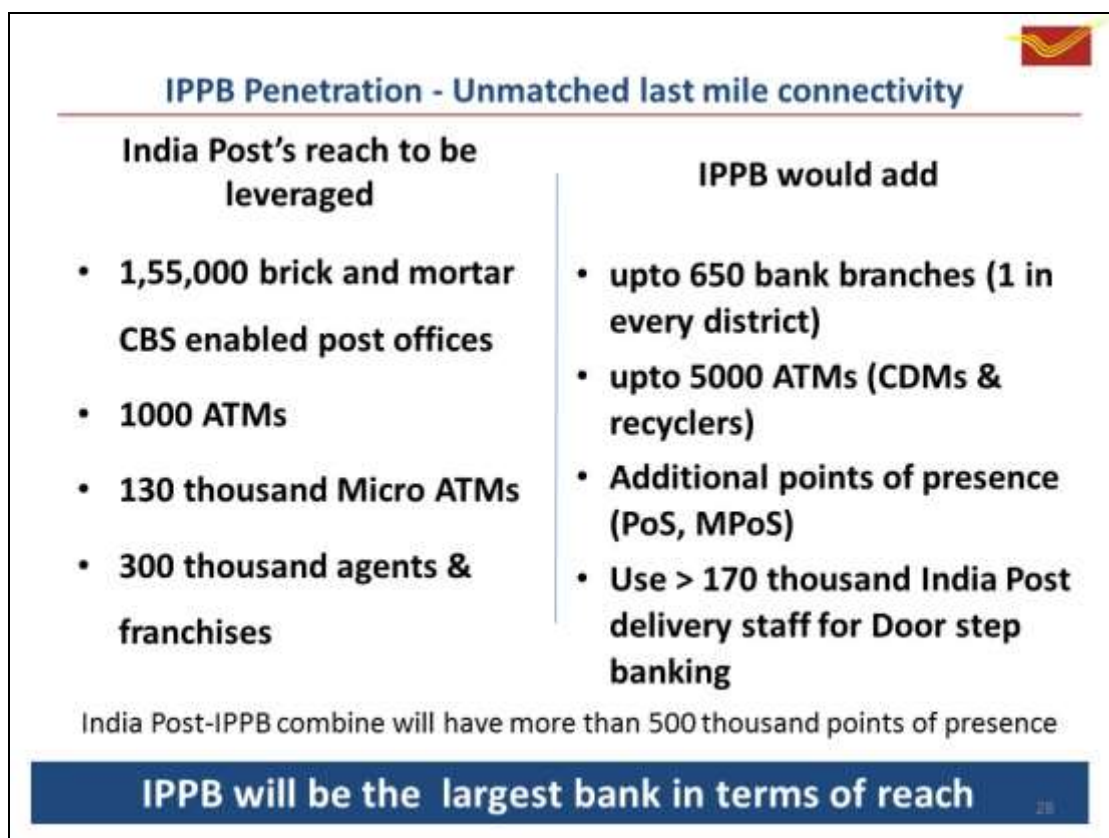 IPPB Penetration - Unmatched last mile connectivity
India Post's reach to be
leveraged
• 1,55,000 brick and mortar
CBS enabled post offices
• 1000 ATMs
• 130 thousand Micro ATMs
• 300 thousand agents &
franchises
IPPB would add
• upto 650 bank branches (1 in
every district)
• upto 5000 ATMs (CDMs &
recyclers)
• Additional points of presence
(PoS, MPoS)
• Use > 170 thousand India Post
delivery staff for Door step
banking
India Post-IPPB combine will have more than 500 thousand points of presence
IPPB will be the largest bank in terms of reach